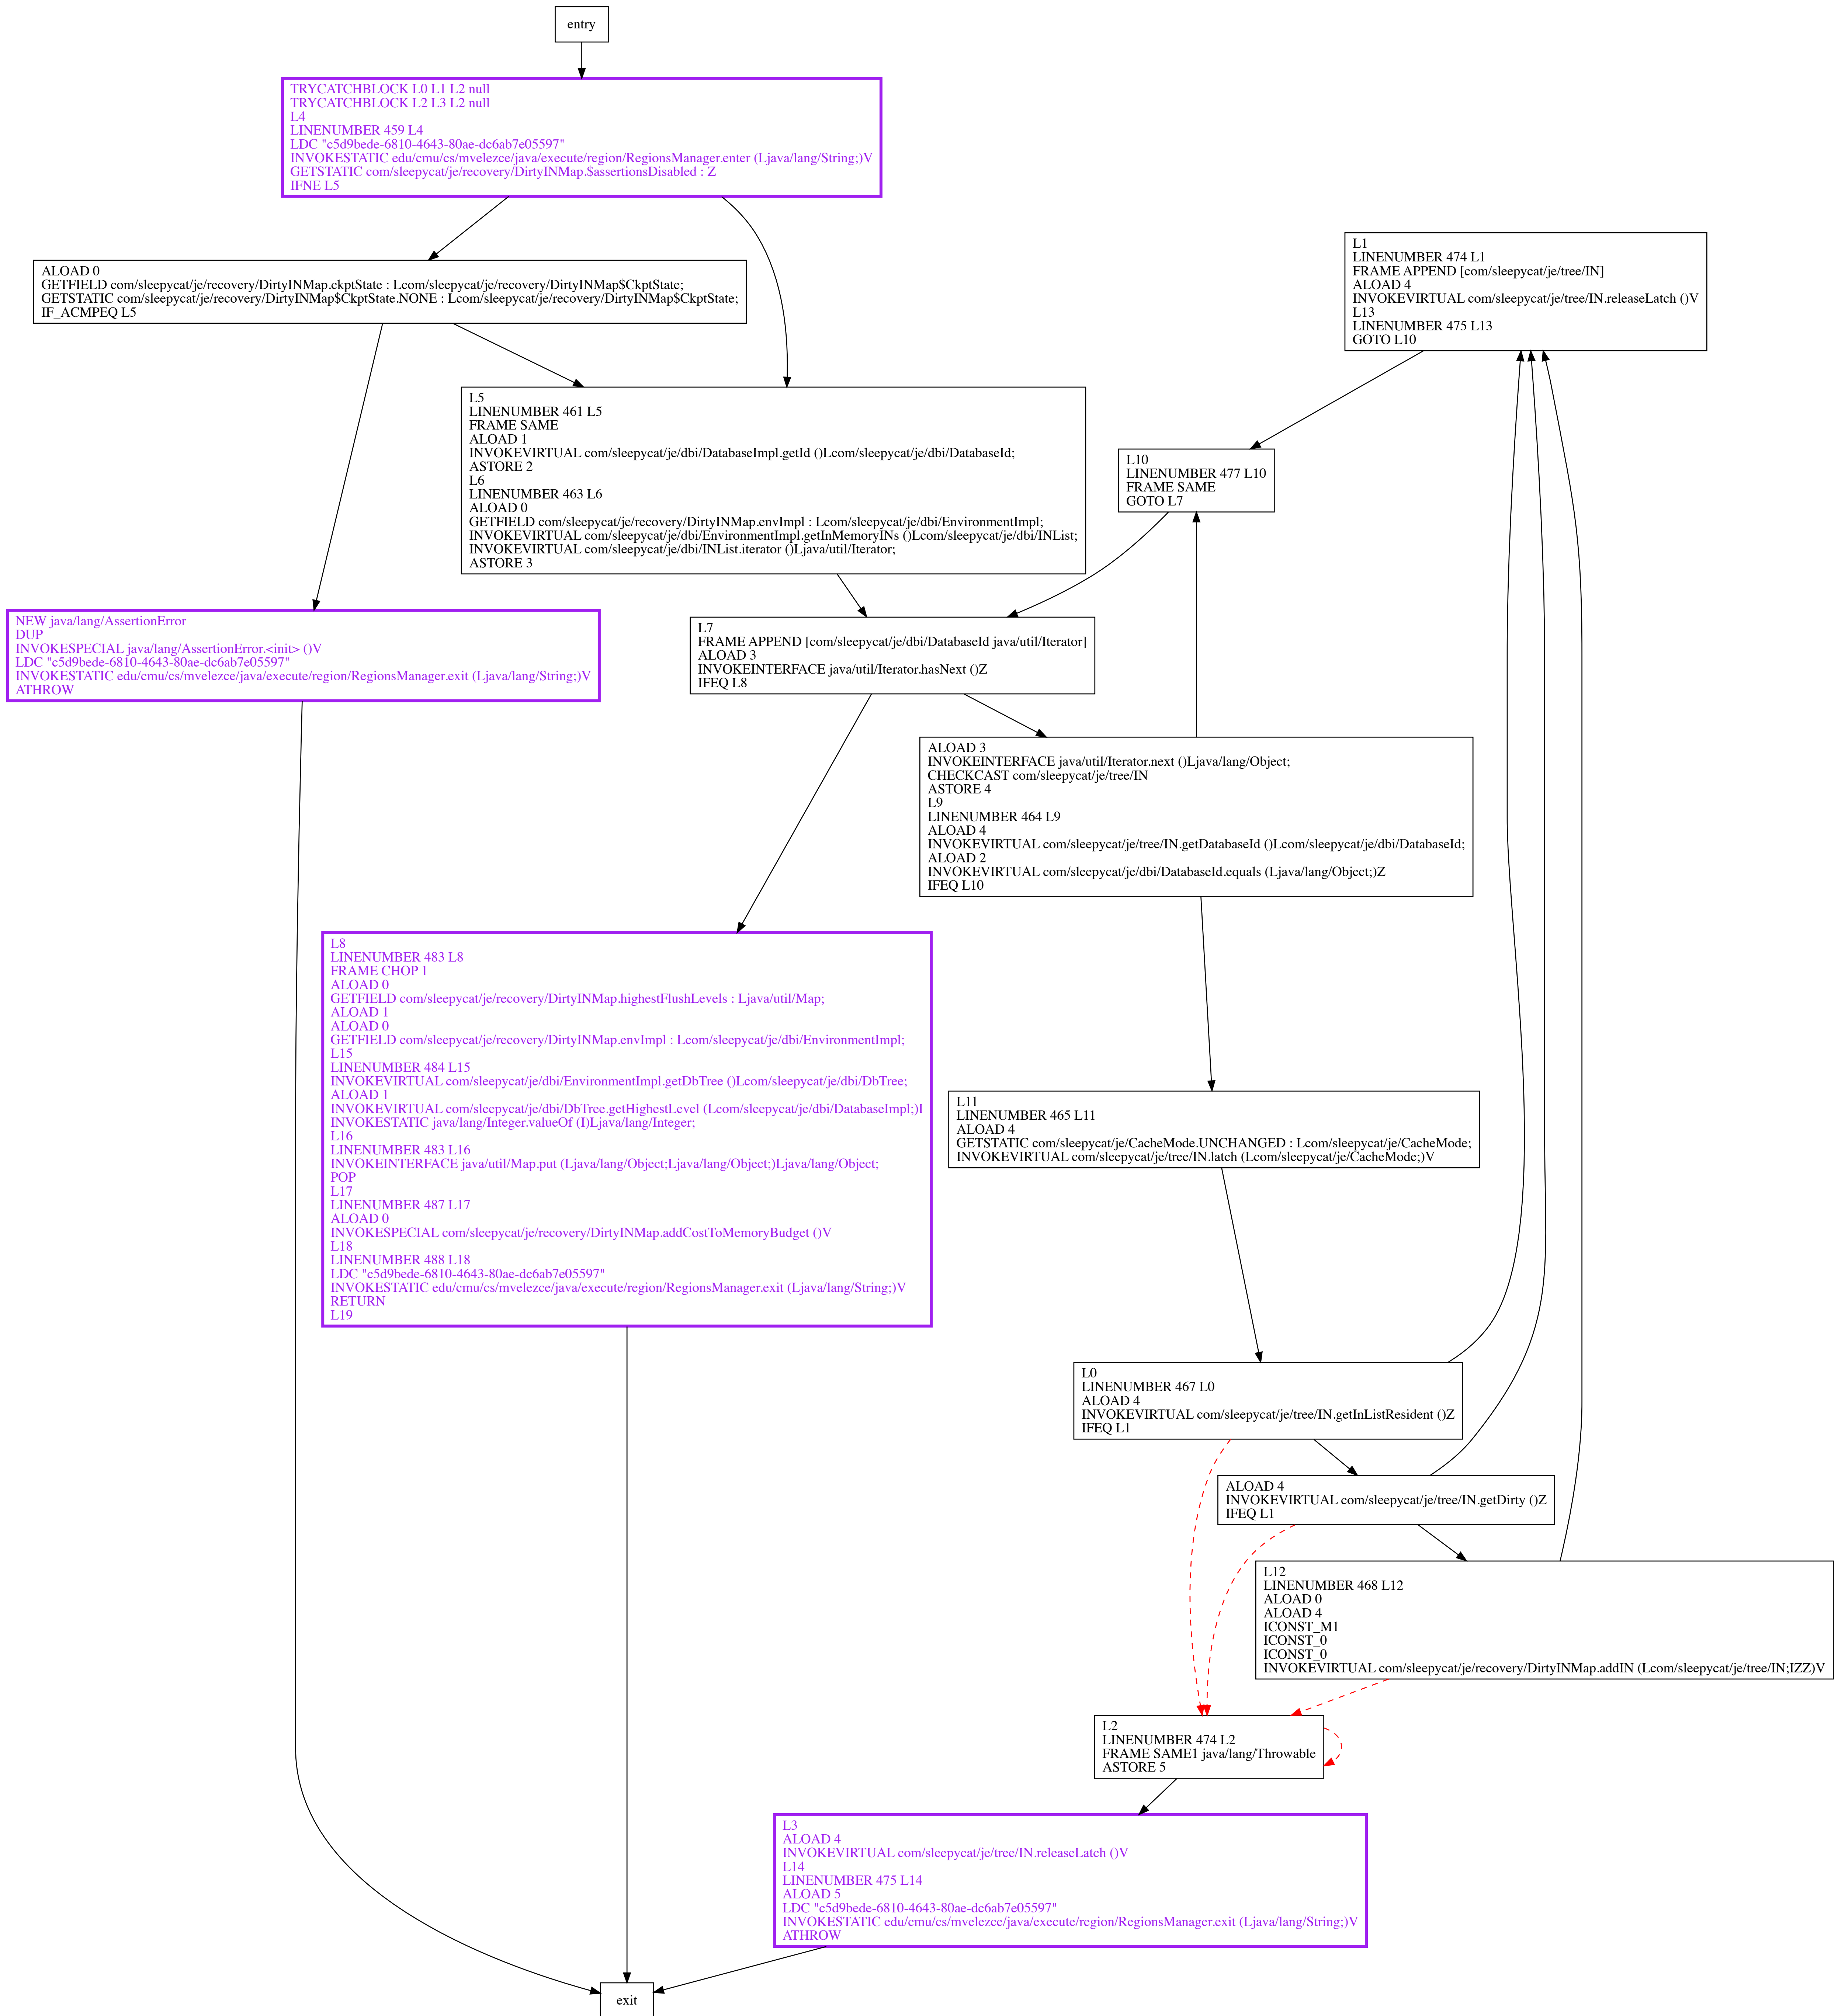 entry
TRYCATCHBLOCK L0 L1 L2 null
TRYCATCHBLOCK L2 L3 L2 null
L4
LINENUMBER 459 L4
LDC "c5d9bede-6810-4643-80ae-dc6ab7e05597"
INVOKESTATIC edu/cmu/cs/mvelezce/java/execute/region/RegionsManager.enter (Ljava/lang/String;)V
GETSTATIC com/sleepycat/je/recovery/DirtyINMap.$assertionsDisabled : Z
IFNE L5
ALOAD 0
GETFIELD com/sleepycat/je/recovery/DirtyINMap.ckptState : Lcom/sleepycat/je/recovery/DirtyINMap$CkptState;
GETSTATIC com/sleepycat/je/recovery/DirtyINMap$CkptState.NONE : Lcom/sleepycat/je/recovery/DirtyINMap$CkptState;
IF_ACMPEQ L5
L1
LINENUMBER 474 L1
FRAME APPEND [com/sleepycat/je/tree/IN]
ALOAD 4
INVOKEVIRTUAL com/sleepycat/je/tree/IN.releaseLatch ()V
L13
LINENUMBER 475 L13
GOTO L10
L5
LINENUMBER 461 L5
FRAME SAME
ALOAD 1
INVOKEVIRTUAL com/sleepycat/je/dbi/DatabaseImpl.getId ()Lcom/sleepycat/je/dbi/DatabaseId;
ASTORE 2
L6
LINENUMBER 463 L6
ALOAD 0
GETFIELD com/sleepycat/je/recovery/DirtyINMap.envImpl : Lcom/sleepycat/je/dbi/EnvironmentImpl;
INVOKEVIRTUAL com/sleepycat/je/dbi/EnvironmentImpl.getInMemoryINs ()Lcom/sleepycat/je/dbi/INList;
INVOKEVIRTUAL com/sleepycat/je/dbi/INList.iterator ()Ljava/util/Iterator;
ASTORE 3
L10
LINENUMBER 477 L10
FRAME SAME
GOTO L7
NEW java/lang/AssertionError
DUP
INVOKESPECIAL java/lang/AssertionError.<init> ()V
LDC "c5d9bede-6810-4643-80ae-dc6ab7e05597"
INVOKESTATIC edu/cmu/cs/mvelezce/java/execute/region/RegionsManager.exit (Ljava/lang/String;)V
ATHROW
L7
FRAME APPEND [com/sleepycat/je/dbi/DatabaseId java/util/Iterator]
ALOAD 3
INVOKEINTERFACE java/util/Iterator.hasNext ()Z
IFEQ L8
ALOAD 3
INVOKEINTERFACE java/util/Iterator.next ()Ljava/lang/Object;
CHECKCAST com/sleepycat/je/tree/IN
ASTORE 4
L9
LINENUMBER 464 L9
ALOAD 4
INVOKEVIRTUAL com/sleepycat/je/tree/IN.getDatabaseId ()Lcom/sleepycat/je/dbi/DatabaseId;
ALOAD 2
INVOKEVIRTUAL com/sleepycat/je/dbi/DatabaseId.equals (Ljava/lang/Object;)Z
IFEQ L10
L8
LINENUMBER 483 L8
FRAME CHOP 1
ALOAD 0
GETFIELD com/sleepycat/je/recovery/DirtyINMap.highestFlushLevels : Ljava/util/Map;
ALOAD 1
ALOAD 0
GETFIELD com/sleepycat/je/recovery/DirtyINMap.envImpl : Lcom/sleepycat/je/dbi/EnvironmentImpl;
L15
LINENUMBER 484 L15
INVOKEVIRTUAL com/sleepycat/je/dbi/EnvironmentImpl.getDbTree ()Lcom/sleepycat/je/dbi/DbTree;
ALOAD 1
INVOKEVIRTUAL com/sleepycat/je/dbi/DbTree.getHighestLevel (Lcom/sleepycat/je/dbi/DatabaseImpl;)I
INVOKESTATIC java/lang/Integer.valueOf (I)Ljava/lang/Integer;
L16
LINENUMBER 483 L16
INVOKEINTERFACE java/util/Map.put (Ljava/lang/Object;Ljava/lang/Object;)Ljava/lang/Object;
POP
L17
LINENUMBER 487 L17
ALOAD 0
INVOKESPECIAL com/sleepycat/je/recovery/DirtyINMap.addCostToMemoryBudget ()V
L18
LINENUMBER 488 L18
LDC "c5d9bede-6810-4643-80ae-dc6ab7e05597"
INVOKESTATIC edu/cmu/cs/mvelezce/java/execute/region/RegionsManager.exit (Ljava/lang/String;)V
RETURN
L19
L11
LINENUMBER 465 L11
ALOAD 4
GETSTATIC com/sleepycat/je/CacheMode.UNCHANGED : Lcom/sleepycat/je/CacheMode;
INVOKEVIRTUAL com/sleepycat/je/tree/IN.latch (Lcom/sleepycat/je/CacheMode;)V
L0
LINENUMBER 467 L0
ALOAD 4
INVOKEVIRTUAL com/sleepycat/je/tree/IN.getInListResident ()Z
IFEQ L1
ALOAD 4
INVOKEVIRTUAL com/sleepycat/je/tree/IN.getDirty ()Z
IFEQ L1
L12
LINENUMBER 468 L12
ALOAD 0
ALOAD 4
ICONST_M1
ICONST_0
ICONST_0
INVOKEVIRTUAL com/sleepycat/je/recovery/DirtyINMap.addIN (Lcom/sleepycat/je/tree/IN;IZZ)V
L2
LINENUMBER 474 L2
FRAME SAME1 java/lang/Throwable
ASTORE 5
L3
ALOAD 4
INVOKEVIRTUAL com/sleepycat/je/tree/IN.releaseLatch ()V
L14
LINENUMBER 475 L14
ALOAD 5
LDC "c5d9bede-6810-4643-80ae-dc6ab7e05597"
INVOKESTATIC edu/cmu/cs/mvelezce/java/execute/region/RegionsManager.exit (Ljava/lang/String;)V
ATHROW
exit